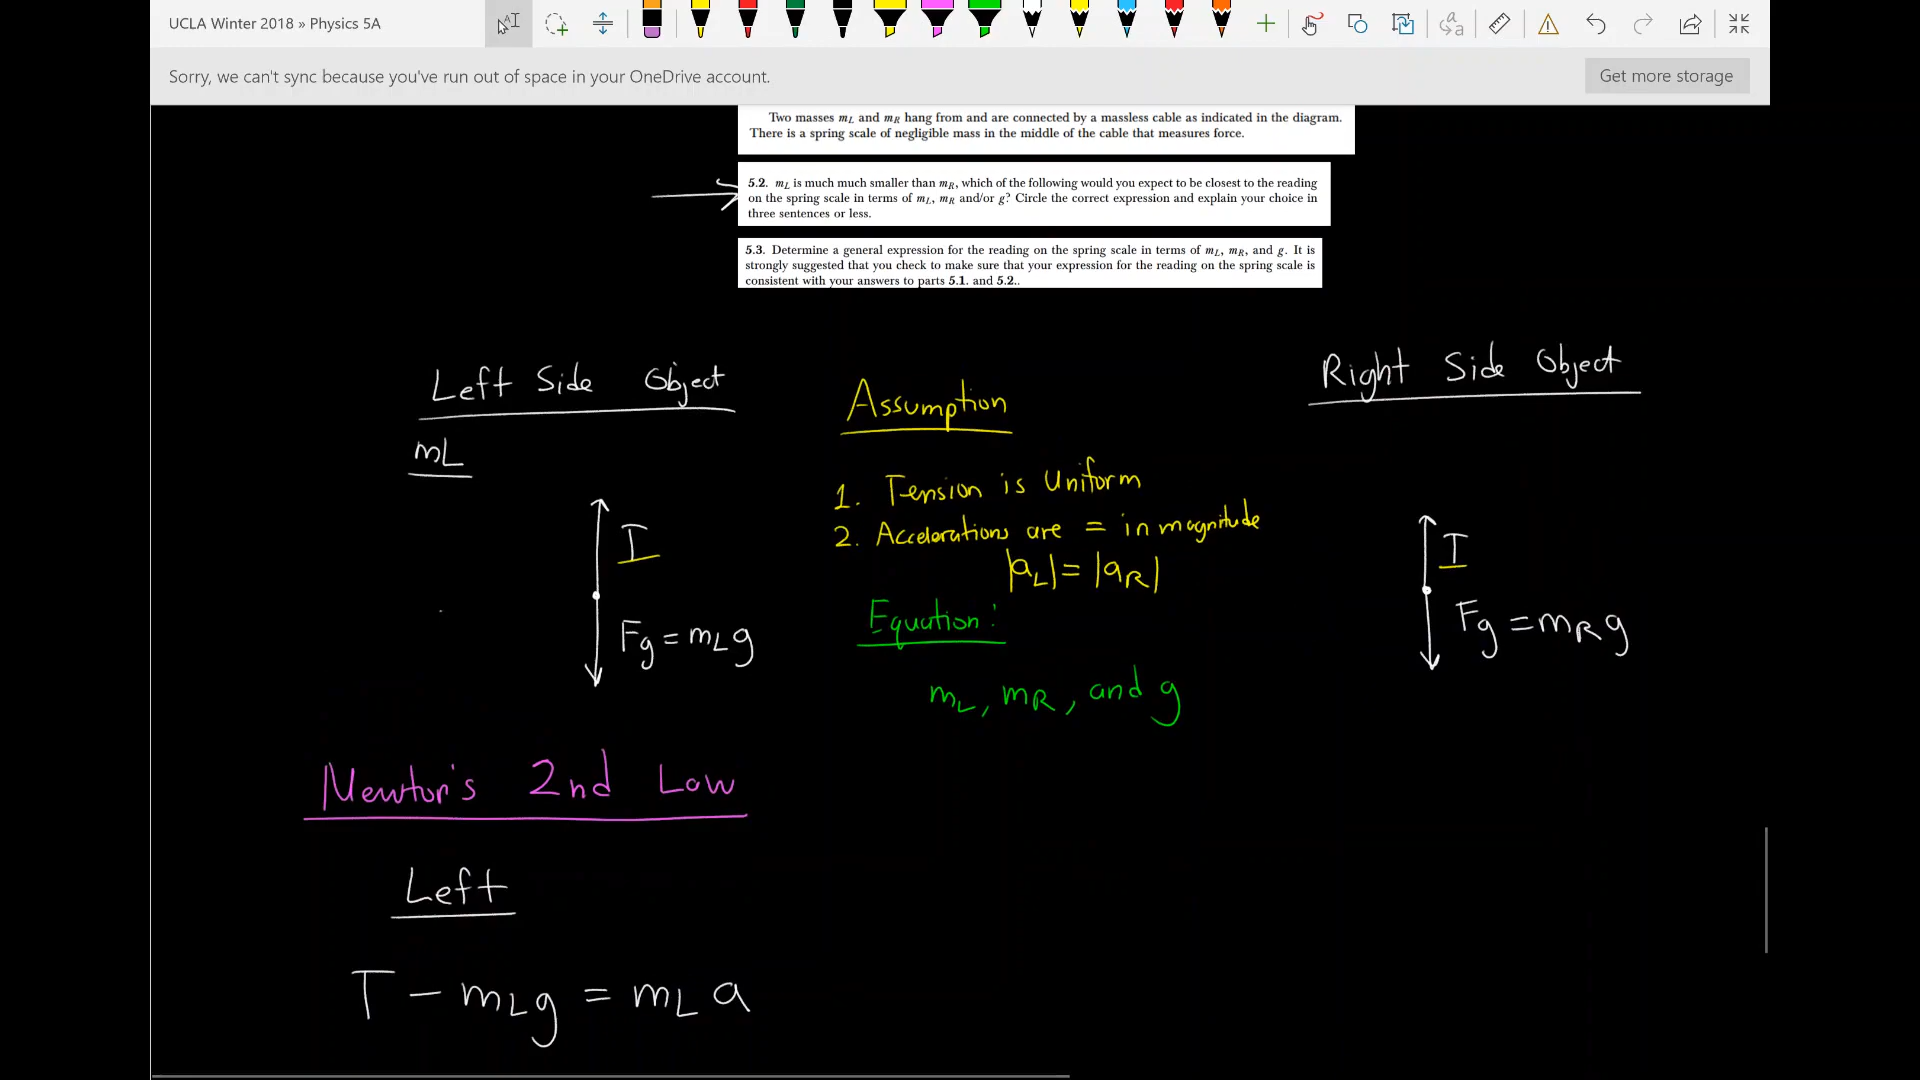 UCLA Winter 2018 » Physics 5A
Sorry, we can't sync because you've run out of space in your OneDrive account.
Get more storage
Two masses mL and mR hang from and are connected by a massless cable as indicated in the diagram.
There is a spring scale of negligible mass in the middle of the cable that measures force.
5.2. mL is much much smaller than mR, which of the following would you expect to be closest to the reading
on the spring scale in terms of mL, mR and/or g? Circle the correct expression and explain your choice in
three sentences or less.
5.3. Determine a general expression for the reading on the spring scale in terms of mL, mR, and g. It is
strongly suggested that you check to make sure that your expression for the reading on the spring scale is
consistent with your answers to parts 5.1. and 5.2..
Left Side Object
mL
T
Fg = mLg
Assumption
1. Tension is Uniform
2. Accelerations are = in magnitude
|aL| = |aR|
Equation:
mL, mR, and g
Right Side Object
T
Fg = mRg
Newton's 2nd Law
Left
T - mLg = mL a